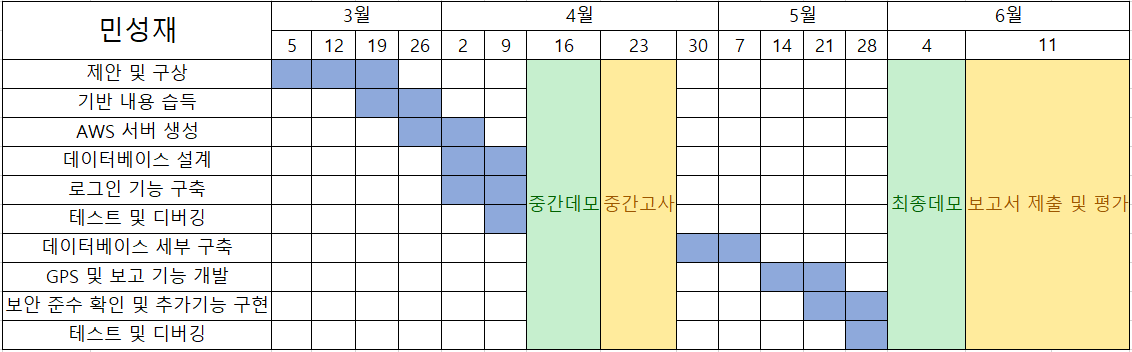 민성재 3월 4월 5월 6월
5 12 19 26 2 9 16 23 30 7 14 21 28 4 11
제안 및 구상
기반 내용 습득
AWS 서버 생성
데이터베이스 설계
로그인 기능 구축
중간데모 중간고사 최종데모 보고서 제출 및 평가
테스트 및 디버깅
데이터베이스 세부 구축
GPS 및 보고 기능 개발
보안 준수 확인 및 추가기능 구현
테스트 및 디버깅